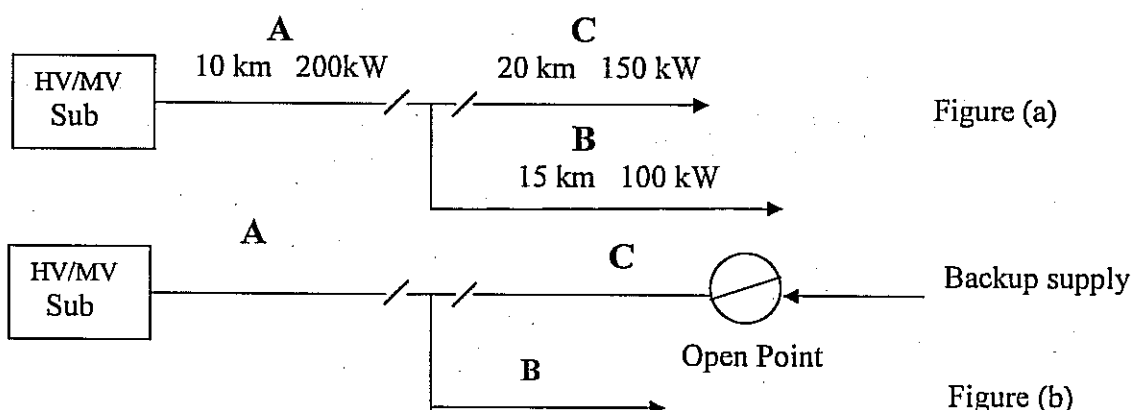 A
C
10 km 200kW
20 km 150 kW
HV/MV
Sub
Figure (a)
B
15 km 100 kW
A
C
HV/MV
Sub
Backup supply
Open Point
B
Figure (b)